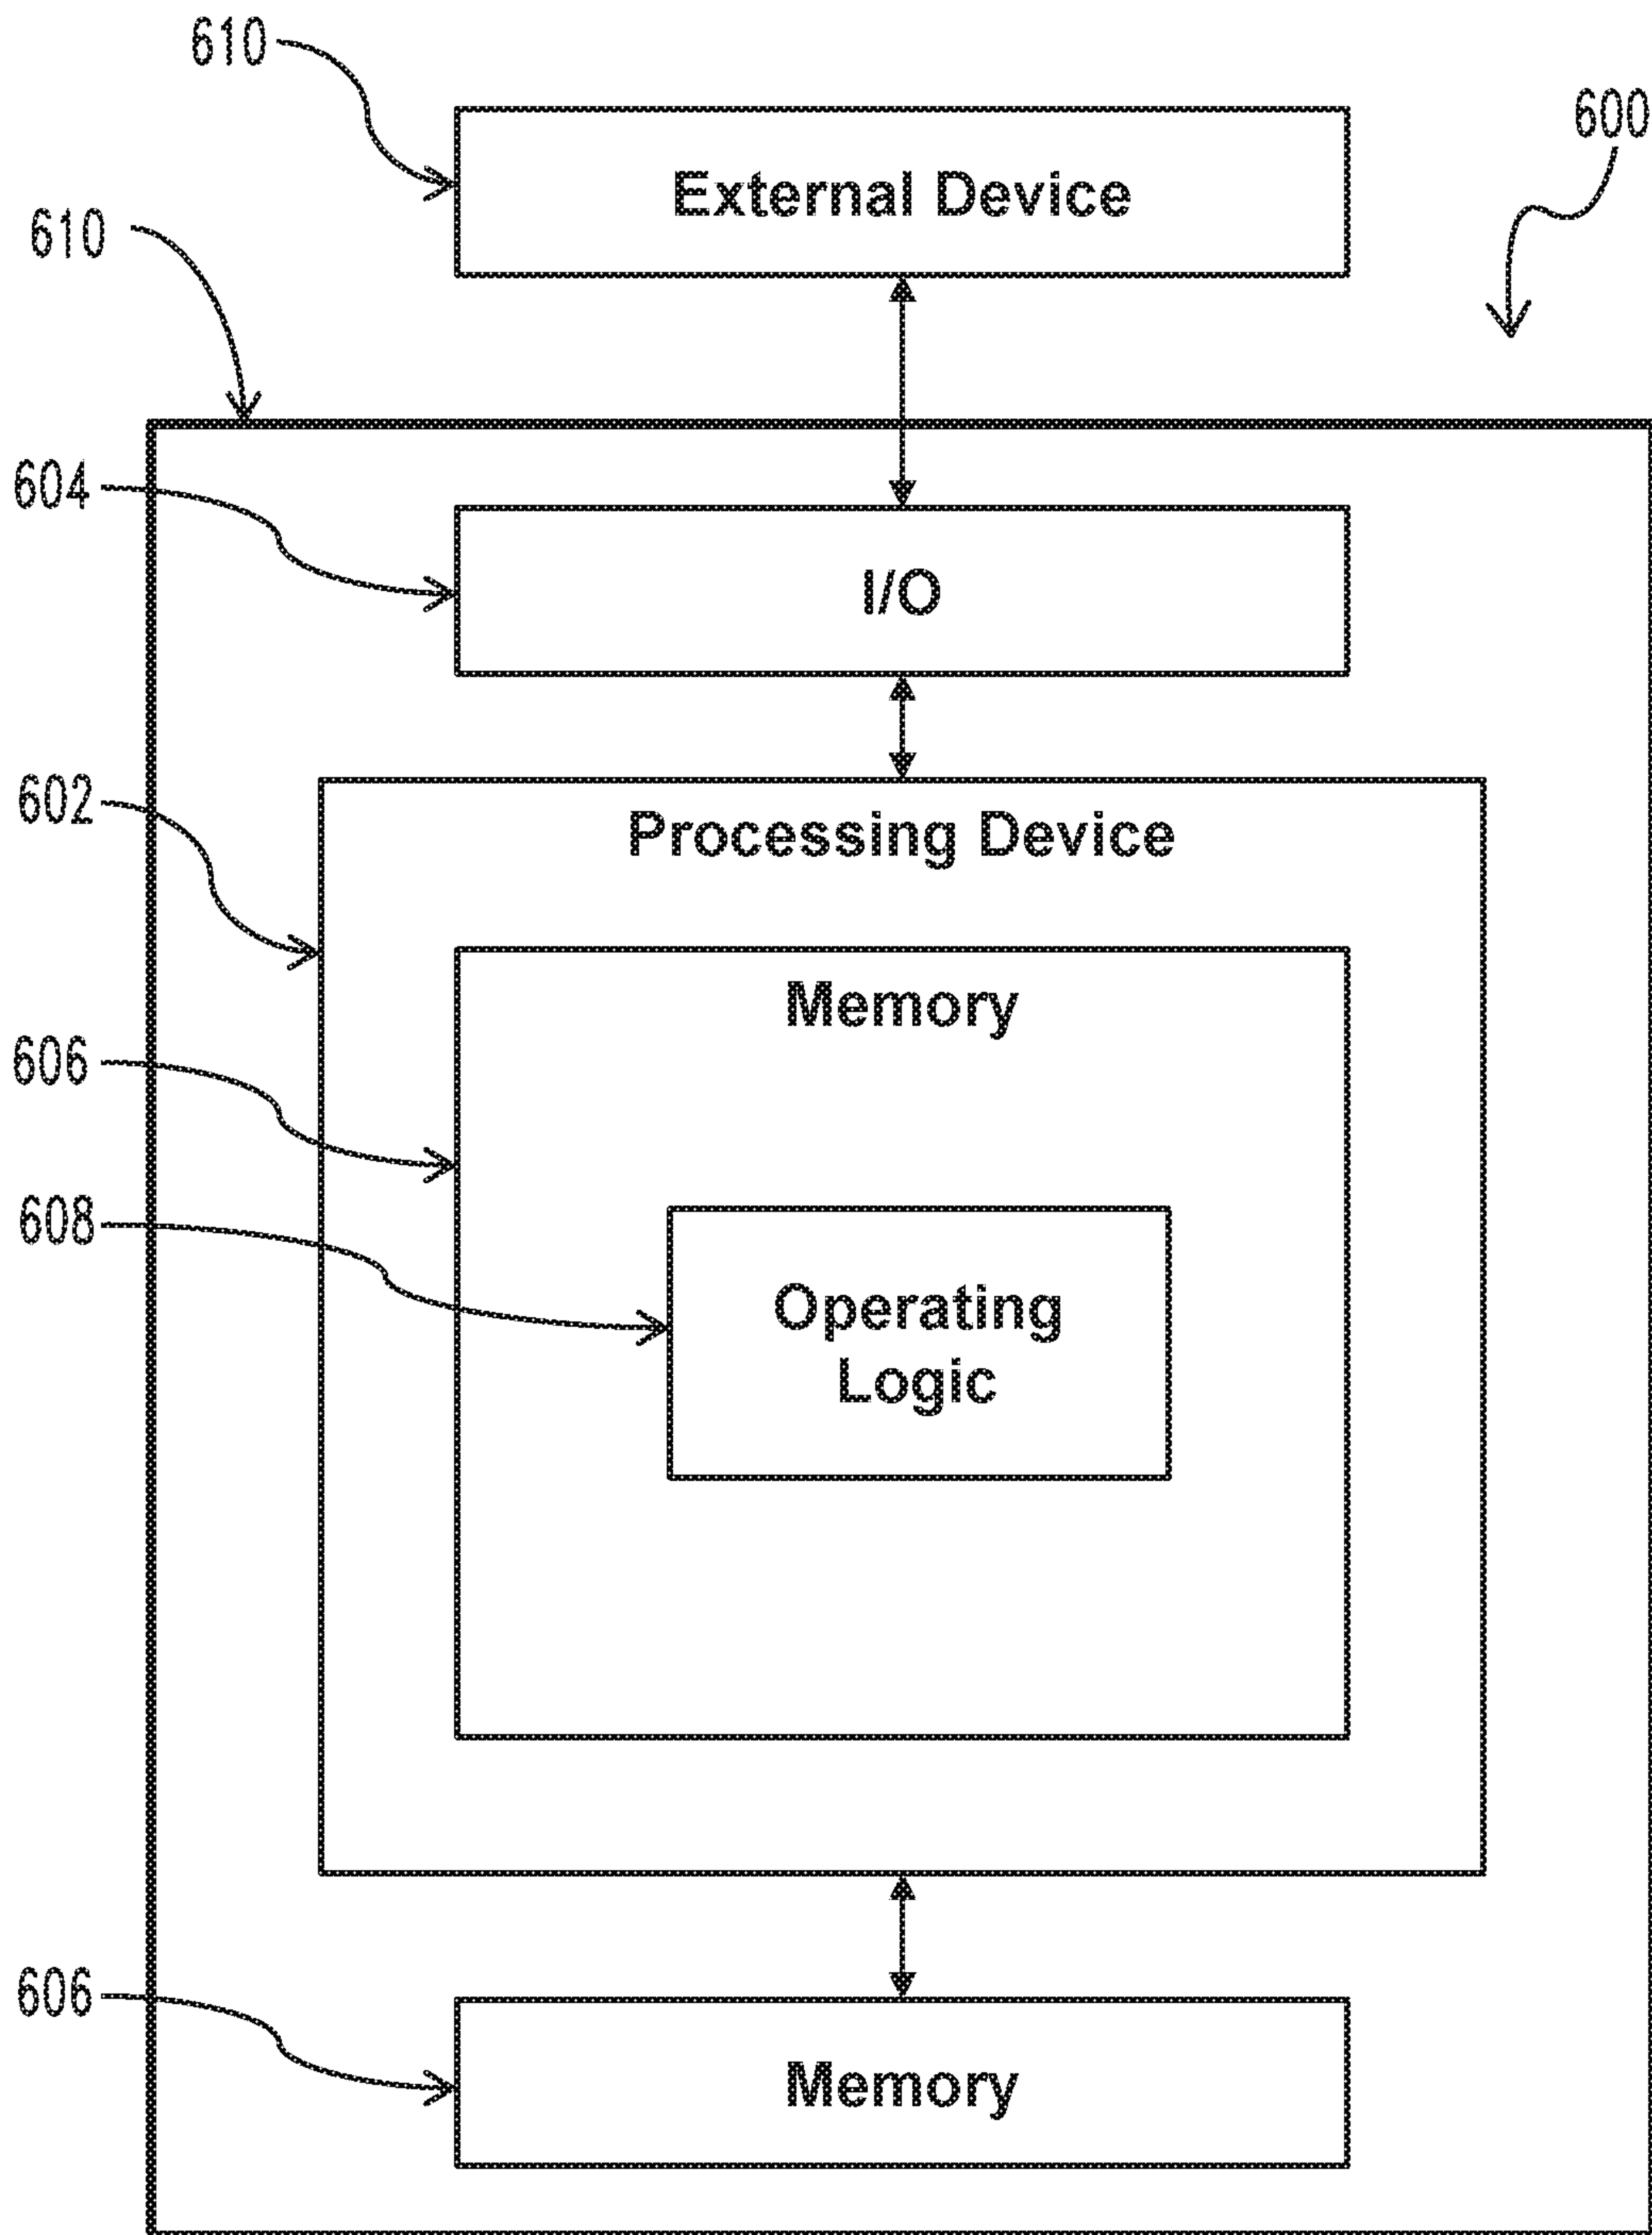 610
600
External Device
610
604
I/O
602
Processing Device
Memory
606
608
Operating
Logic
606
Memory